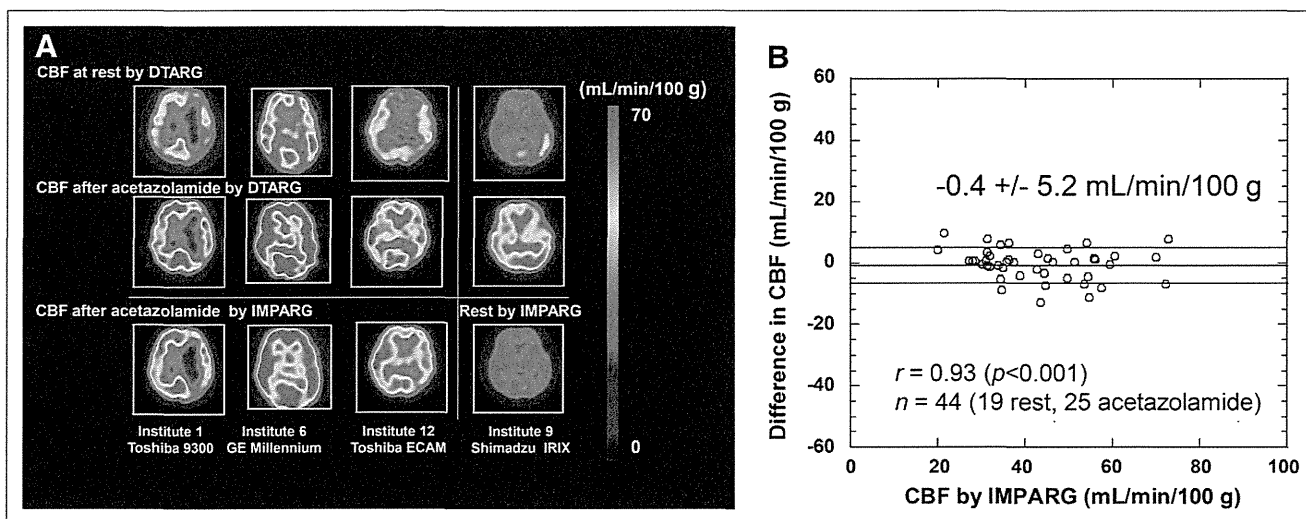 A
CBF at rest by DTARG
(mL/min/100 g)
70
CBF after acetazolamide by DTARG
CBF after acetazolamide by IMPARG
Rest by IMPARG
0
Institute 1
Toshiba 9300
Institute 6
GE Millennium
Institute 12
Toshiba ECAM
Institute 9
Shimadzu IRIX
B
Difference in CBF (mL/min/100 g)
60
40
20
0
-20
-40
-60
-0.4 +/- 5.2 mL/min/100 g
r = 0.93 (p<0.001)
n = 44 (19 rest, 25 acetazolamide)
0 20 40 60 80 100
CBF by IMPARG (mL/min/100 g)